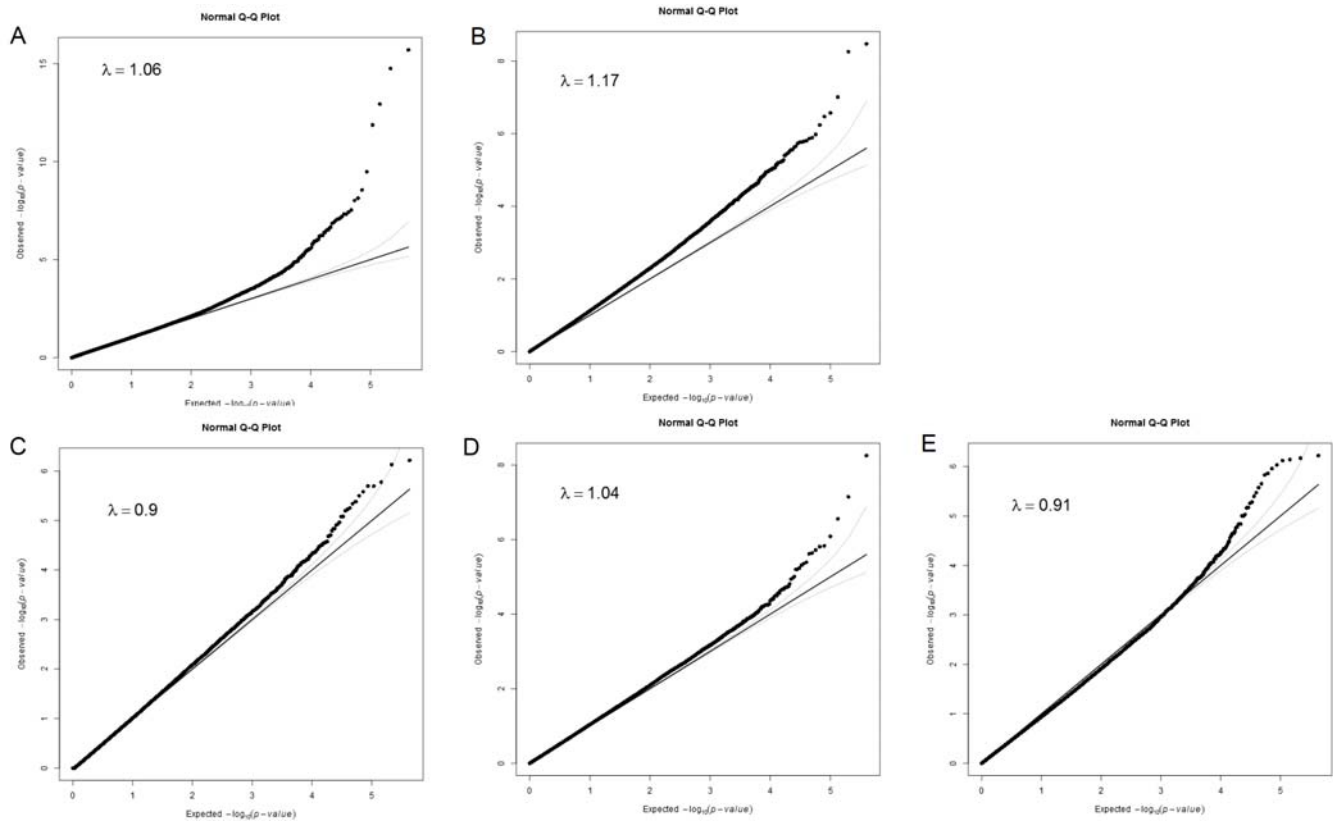 A
Normal Q-Q Plot
λ = 1.06
15
10
5
0
Observed −log₁₀(p − value)
0 1 2 3 4 5
Expected −log₁₀(p − value)
B
Normal Q-Q Plot
λ = 1.17
8
6
4
2
0
Observed −log₁₀(p − value)
0 1 2 3 4 5
Expected −log₁₀(p − value)
C
Normal Q-Q Plot
λ = 0.9
6
5
4
3
2
1
0
Observed −log₁₀(p − value)
0 1 2 3 4 5
Expected −log₁₀(p − value)
D
Normal Q-Q Plot
λ = 1.04
8
6
4
2
0
Observed −log₁₀(p − value)
0 1 2 3 4 5
Expected −log₁₀(p − value)
E
Normal Q-Q Plot
λ = 0.91
6
5
4
3
2
1
0
Observed −log₁₀(p − value)
0 1 2 3 4 5
Expected −log₁₀(p − value)